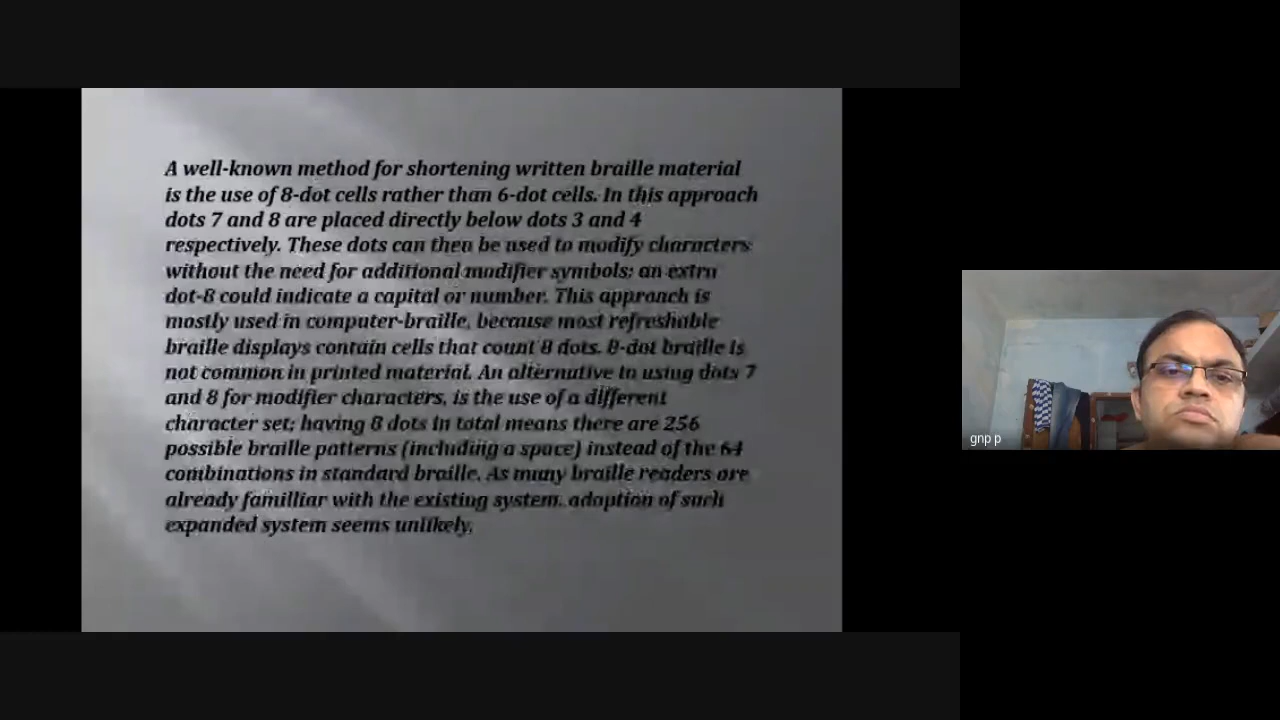 A well-known method for shortening written braille material
is the use of 8-dot cells rather than 6-dot cells. In this approach
dots 7 and 8 are placed directly below dots 3 and 4
respectively. These dots can then be used to modify characters
without the need for additional modifier symbols; an extra
dot-8 could indicate a capital or number. This approach is
mostly used in computer-braille, because most refreshable
braille displays contain cells that count 8 dots. 8-dot braille is
not common in printed material. An alternative to using dots 7
and 8 for modifier characters, is the use of a different
character set; having 8 dots in total means there are 256
possible braille patterns (including a space) instead of the 64
combinations in standard braille. As many braille readers are
already familliar with the existing system, adoption of such
expanded system seems unlikely.
gnp p